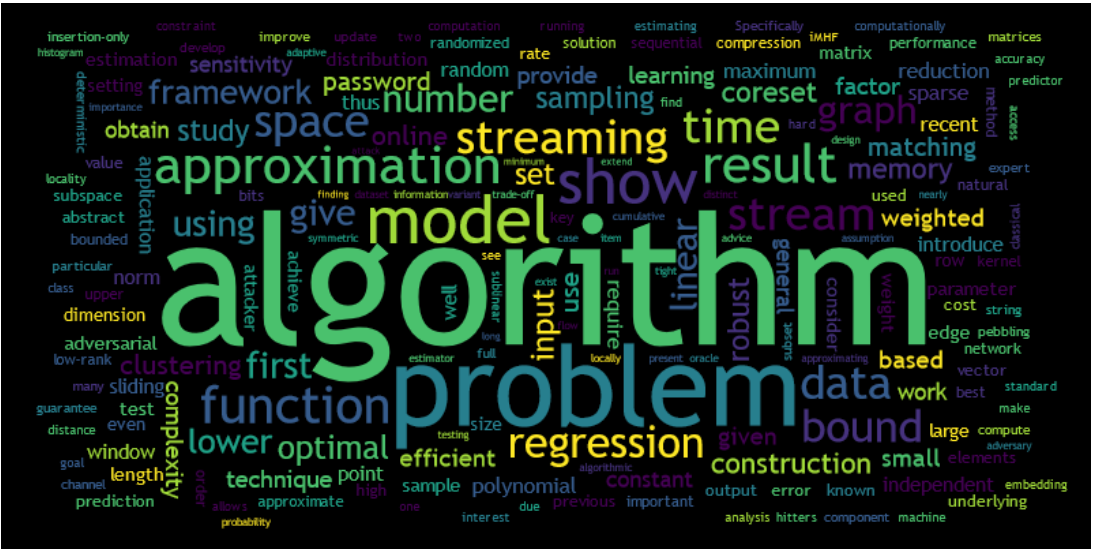 constraint
computation
running
estimating
Specifically
computationally
insertion-only
improve
update
two
randomized
solution
sequential
compression
iMHF
performance
matrices
histogram
estimation
develop
adaptive
distribution
rate
matrix
accuracy
sensitivity
random
provide
learning
maximum
reduction
predictor
setting
framework
password
thus
number
sampling
find
coreset
factor
sparse
method
deterministic
importance
obtain
study
space
online
streaming
time
hard
graph
recent
access
attack
design
matching
value
application
approximation
minimum
set
extend
show
result
memory
expert
locality
subspace
bits
finding
dataset
information
variant
trade-off
distinct
used
natural
nearly
abstract
using
give
model
key
cumulative
stream
weighted
classical
bounded
symmetric
case
item
advice
assumption
introduce
particular
norm
attacker
achieve
algorithm
see
well
sublinear
exist
tight
run
use
require
linear
general
robust
consider
weight
row
kernel
class
upper
long
flow
input
parameter
dimension
cost
string
adversarial
estimator
full
locally
present
oracle
subset
approximating
edge
pebbling
low-rank
clustering
first
problem
based
network
many
sliding
complexity
function
data
work
vector
best
standard
guarantee
even
test
size
bound
make
distance
window
lower
optimal
testing
regression
given
large
compute
adversary
goal
length
technique
point
efficient
algorithmic
construction
small
elements
channel
order
high
sample
polynomial
constant
independent
embedding
prediction
allows
approximate
one
previous
important
output
error
known
underlying
probability
interest
due
analysis
hitters
component
machine